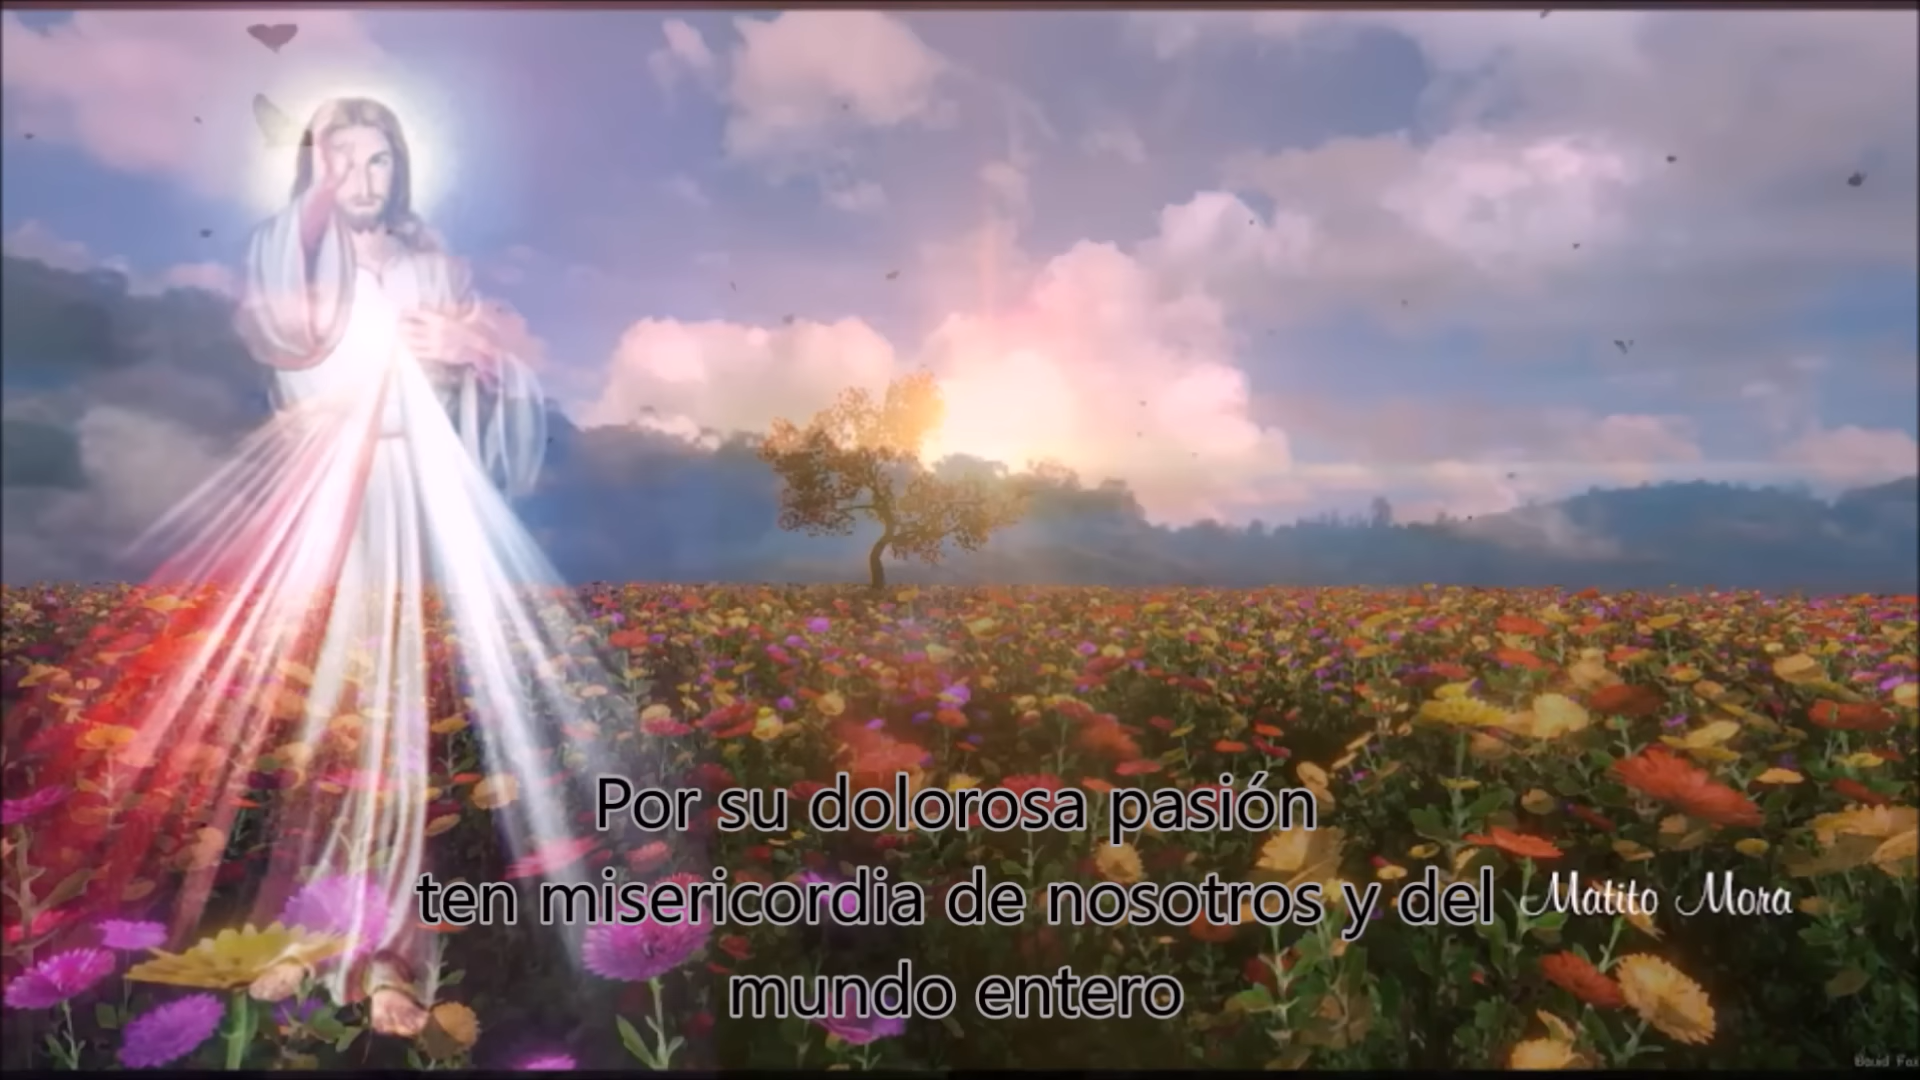 Por su dolorosa pasión
ten misericordia de nosotros y del
mundo entero
Matito Mora